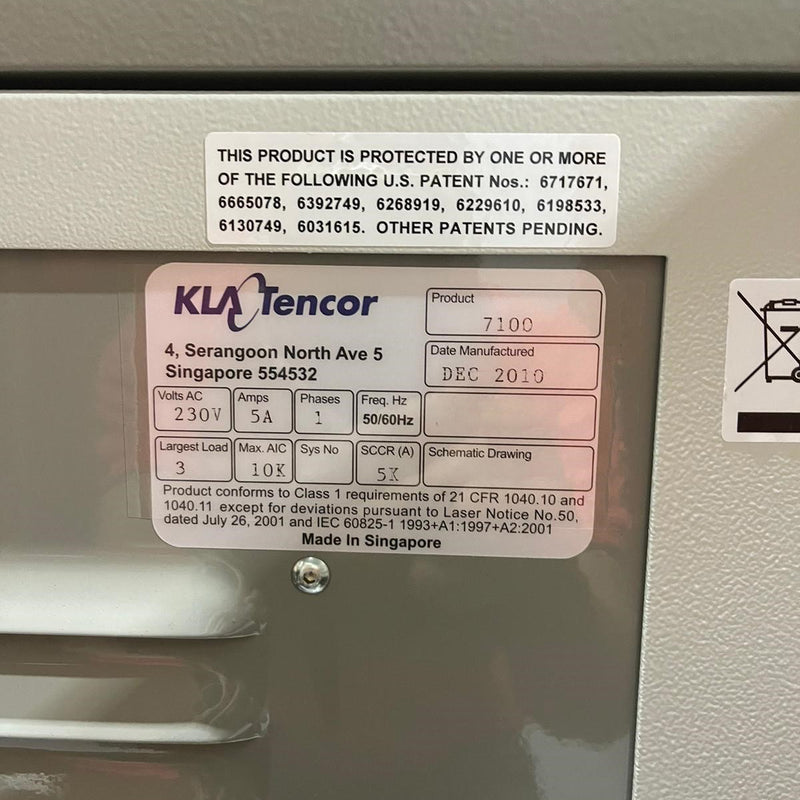 THIS PRODUCT IS PROTECTED BY ONE OR MORE
OF THE FOLLOWING U.S. PATENT Nos.: 6717671,
6665078, 6392749, 6268919, 6229610, 6198533,
6130749, 6031615. OTHER PATENTS PENDING.
KLA Tencor
4, Serangoon North Ave 5
Singapore 554532
Product
7100
Date Manufactured
DEC 2010
Volts AC Amps Phases Freq. Hz
230V 5A 1 50/60Hz
Largest Load Max. AIC Sys No SCCR (A) Schematic Drawing
3 10K 5K
Product conforms to Class 1 requirements of 21 CFR 1040.10 and
1040.11 except for deviations pursuant to Laser Notice No.50,
dated July 26, 2001 and IEC 60825-1 1993+A1:1997+A2:2001
Made In Singapore